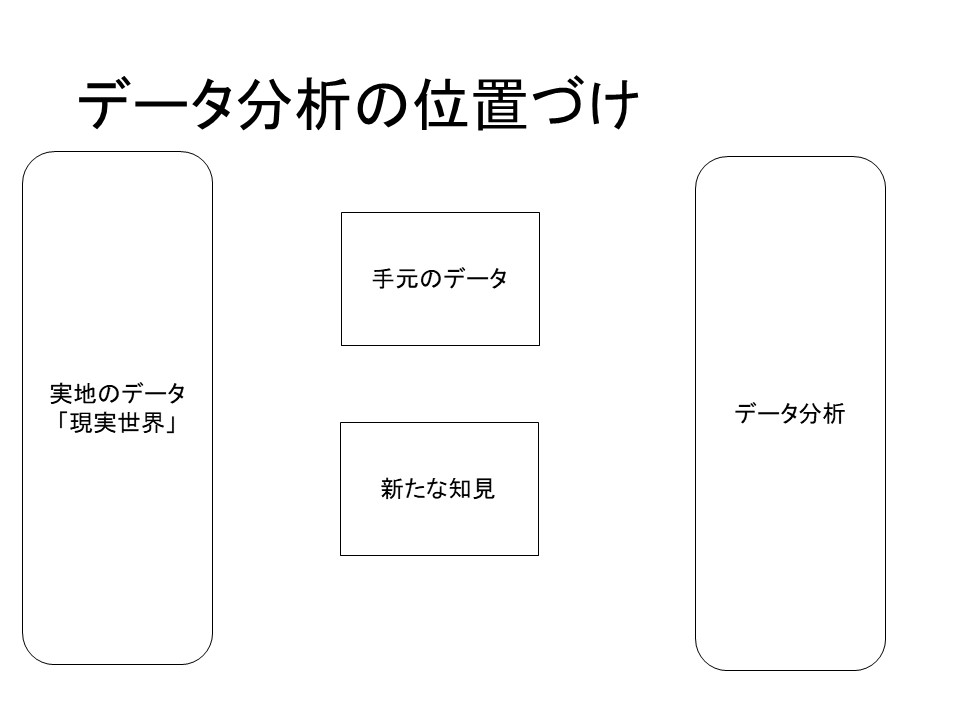 データ分析の位置づけ
手元のデータ
実地のデータ
「現実世界」
データ分析
新たな知見